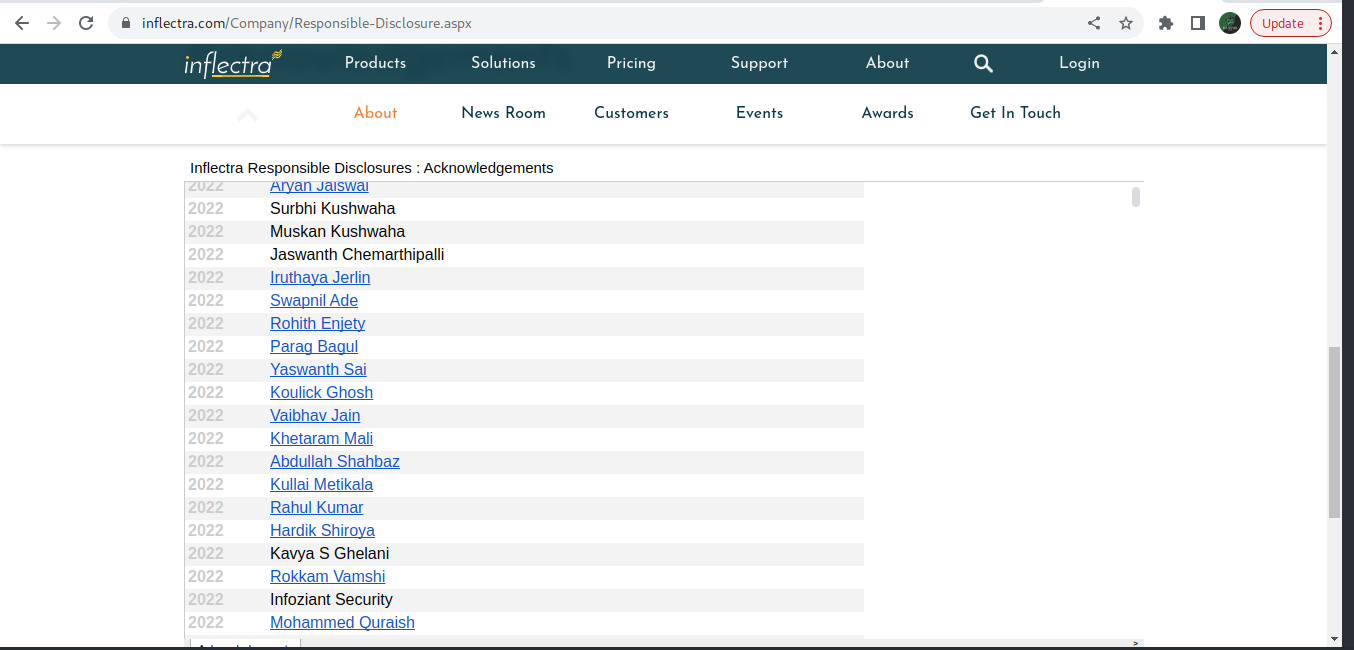 inflectra.com/Company/Responsible-Disclosure.aspx
Update
inflectra Products Solutions Pricing Support About Login
About News Room Customers Events Awards Get In Touch
Inflectra Responsible Disclosures : Acknowledgements
2022 Aryan Jaiswal
2022 Surbhi Kushwaha
2022 Muskan Kushwaha
2022 Jaswanth Chemarthipalli
2022 Iruthaya Jerlin
2022 Swapnil Ade
2022 Rohith Enjety
2022 Parag Bagul
2022 Yaswanth Sai
2022 Koulick Ghosh
2022 Vaibhav Jain
2022 Khetaram Mali
2022 Abdullah Shahbaz
2022 Kullai Metikala
2022 Rahul Kumar
2022 Hardik Shiroya
2022 Kavya S Ghelani
2022 Rokkam Vamshi
2022 Infoziant Security
2022 Mohammed Quraish